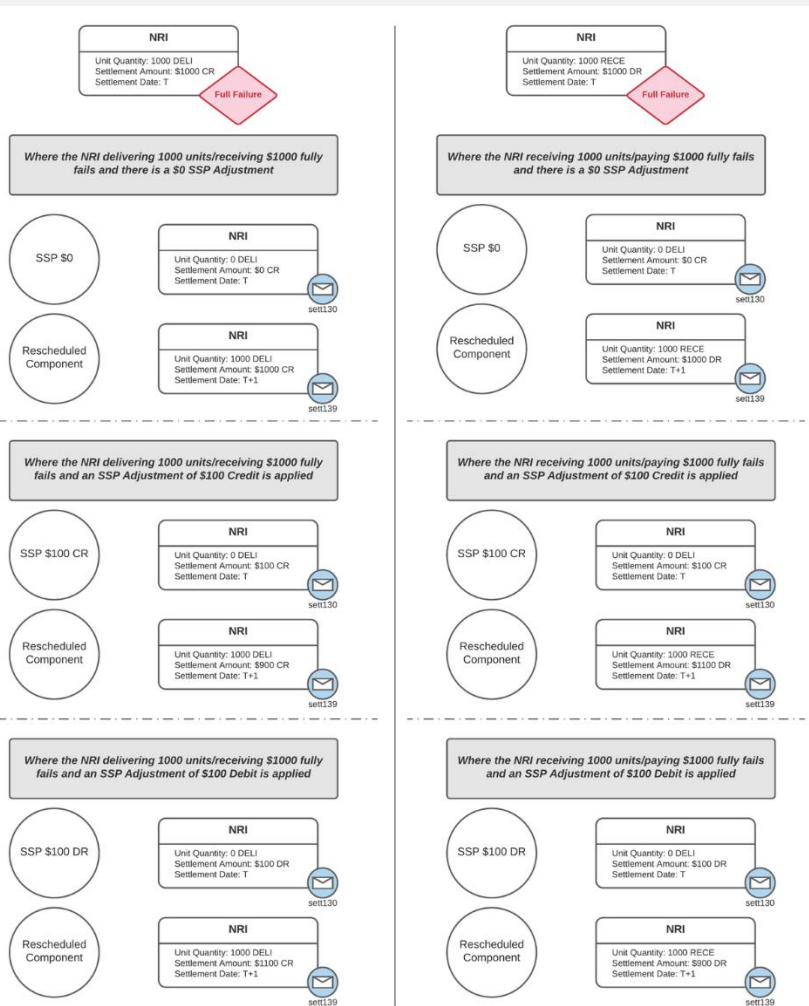 NRI
Unit Quantity: 1000 DELI
Settlement Amount: $1000 CR
Settlement Date: T
Full Failure
Where the NRI delivering 1000 units/receiving $1000 fully
fails and there is a $0 SSP Adjustment
SSP $0
NRI
Unit Quantity: 0 DELI
Settlement Amount: $0 CR
Settlement Date: T
sett130
Rescheduled
Component
NRI
Unit Quantity: 1000 DELI
Settlement Amount: $1000 CR
Settlement Date: T+1
sett139
Where the NRI delivering 1000 units/receiving $1000 fully
fails and an SSP Adjustment of $100 Credit is applied
SSP $100 CR
NRI
Unit Quantity: 0 DELI
Settlement Amount: $100 CR
Settlement Date: T
sett130
Rescheduled
Component
NRI
Unit Quantity: 1000 DELI
Settlement Amount: $900 CR
Settlement Date: T+1
sett139
Where the NRI delivering 1000 units/receiving $1000 fully
fails and an SSP Adjustment of $100 Debit is applied
SSP $100 DR
NRI
Unit Quantity: 0 DELI
Settlement Amount: $100 DR
Settlement Date: T
sett130
Rescheduled
Component
NRI
Unit Quantity: 1000 DELI
Settlement Amount: $1100 CR
Settlement Date: T+1
sett139
NRI
Unit Quantity: 1000 RECE
Settlement Amount: $1000 DR
Settlement Date: T
Full Failure
Where the NRI receiving 1000 units/paying $1000 fully fails
and there is a $0 SSP Adjustment
SSP $0
NRI
Unit Quantity: 0 DELI
Settlement Amount: $0 CR
Settlement Date: T
sett130
Rescheduled
Component
NRI
Unit Quantity: 1000 RECE
Settlement Amount: $1000 DR
Settlement Date: T+1
sett139
Where the NRI receiving 1000 units/paying $1000 fully fails
and an SSP Adjustment of $100 Credit is applied
SSP $100 CR
NRI
Unit Quantity: 0 DELI
Settlement Amount: $100 CR
Settlement Date: T
sett130
Rescheduled
Component
NRI
Unit Quantity: 1000 RECE
Settlement Amount: $1100 DR
Settlement Date: T+1
sett139
Where the NRI receiving 1000 units/paying $1000 fully fails
and an SSP Adjustment of $100 Debit is applied
SSP $100 DR
NRI
Unit Quantity: 0 DELI
Settlement Amount: $100 DR
Settlement Date: T
sett130
Rescheduled
Component
NRI
Unit Quantity: 1000 RECE
Settlement Amount: $900 DR
Settlement Date: T+1
sett139